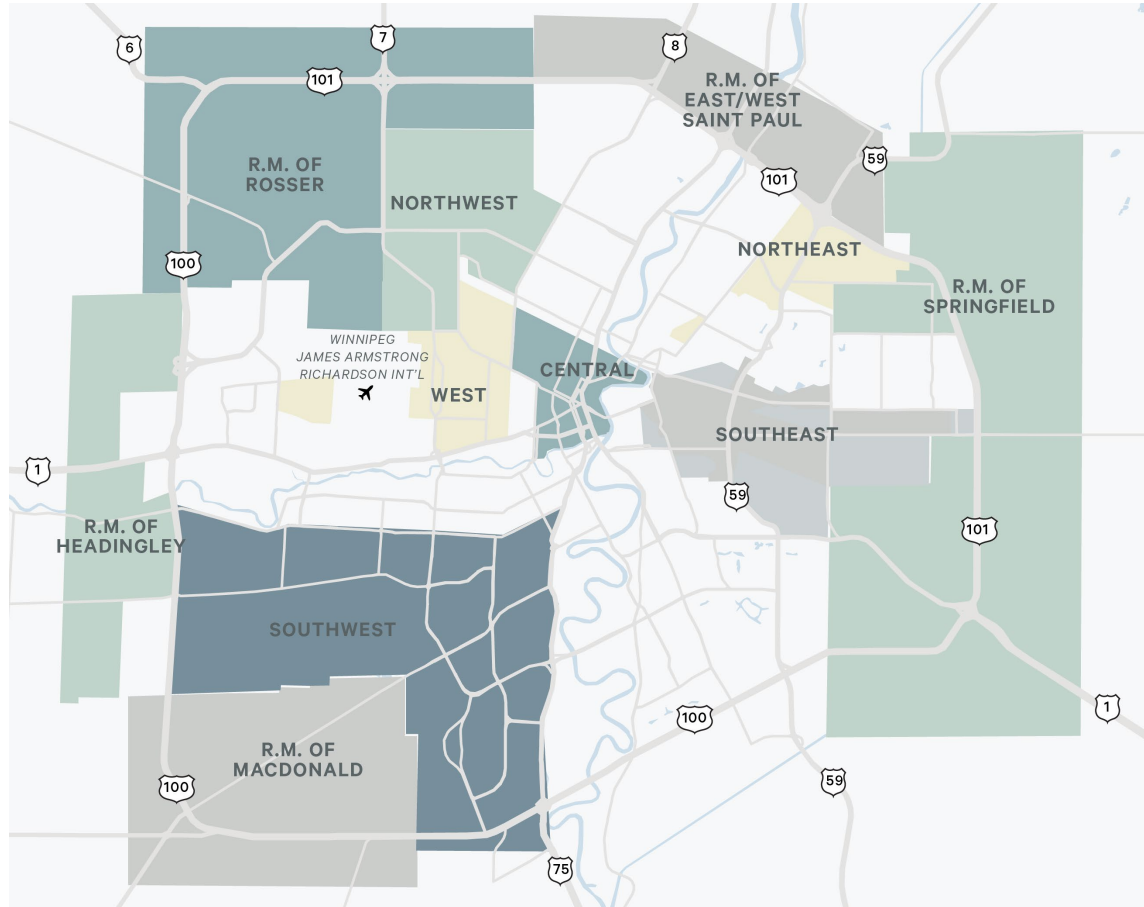 6
7
8
101
R.M. OF
EAST/WEST
SAINT PAUL
59
R.M. OF
ROSSER
101
NORTHWEST
NORTHEAST
100
R.M. OF
SPRINGFIELD
WINNIPEG
JAMES ARMSTRONG
RICHARDSON INT'L
CENTRAL
WEST
SOUTHEAST
1
59
R.M. OF
HEADINGLEY
101
SOUTHWEST
1
100
R.M. OF
MACDONALD
100
59
75